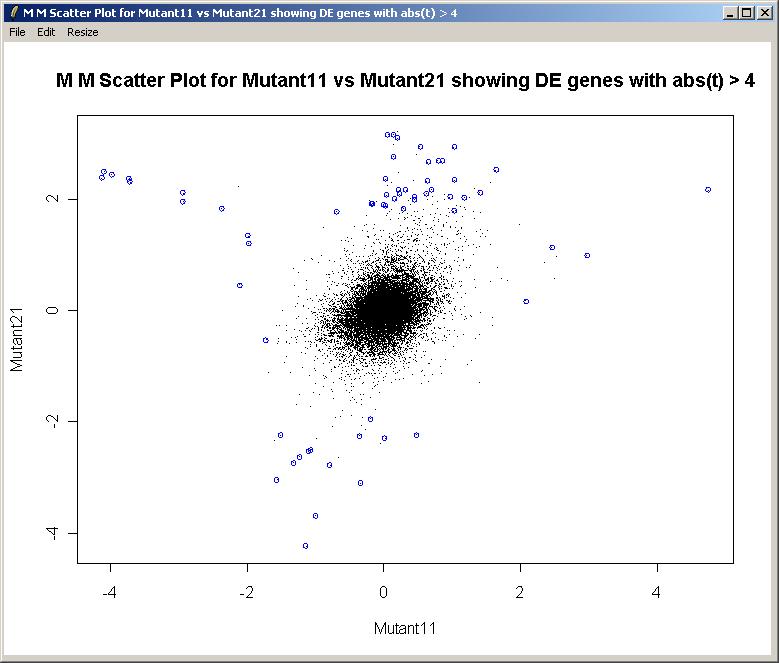 M M Scatter Plot for Mutant11 vs Mutant21 showing DE genes with abs(t) > 4
File Edit Resize
M M Scatter Plot for Mutant11 vs Mutant21 showing DE genes with abs(t) > 4
2
0
-2
-4
Mutant21
-4 -2 0 2 4
Mutant11